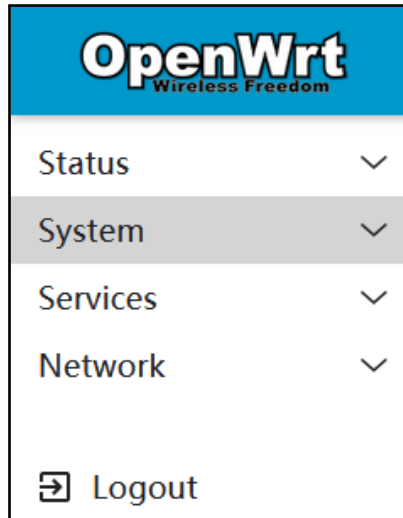 OpenWrt
Wireless Freedom
Status
System
Services
Network
Logout